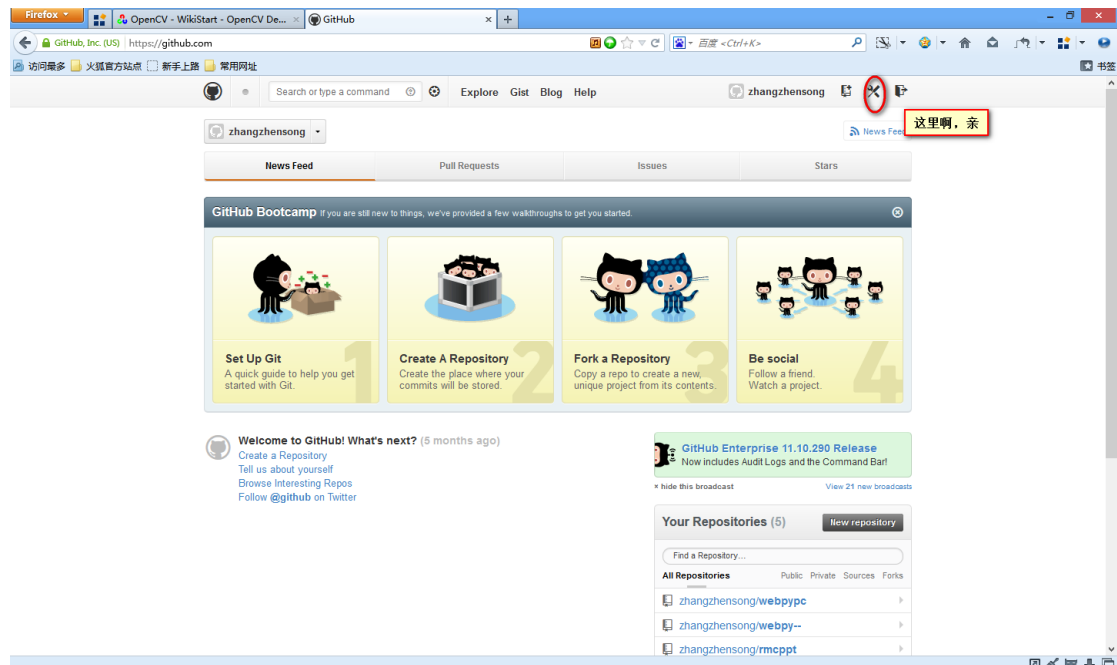 Firefox
OpenCV - WikiStart - OpenCV De...
GitHub
GitHub, Inc. (US)
https://github.com
百度 <Ctrl+K>
访问最多
火狐官方站点
新手上路
常用网址
书签
Search or type a command
Explore
Gist
Blog
Help
zhangzhensong
这里啊，亲
zhangzhensong
News Feed
News Feed
Pull Requests
Issues
Stars
GitHub Bootcamp If you are still new to things, we've provided a few walkthroughs to get you started.
1
Set Up Git
A quick guide to help you get
started with Git.
2
Create A Repository
Create the place where your
commits will be stored.
3
Fork a Repository
Copy a repo to create a new,
unique project from its contents.
4
Be social
Follow a friend.
Watch a project.
Welcome to GitHub! What's next? (5 months ago)
Create a Repository
Tell us about yourself
Browse Interesting Repos
Follow @github on Twitter
GitHub Enterprise 11.10.290 Release
Now includes Audit Logs and the Command Bar!
× hide this broadcast
View 21 new broadcasts
Your Repositories (5)
New repository
Find a Repository...
All Repositories
Public
Private
Sources
Forks
zhangzhensong/webpypc
zhangzhensong/webpy--
zhangzhensong/rmcppt